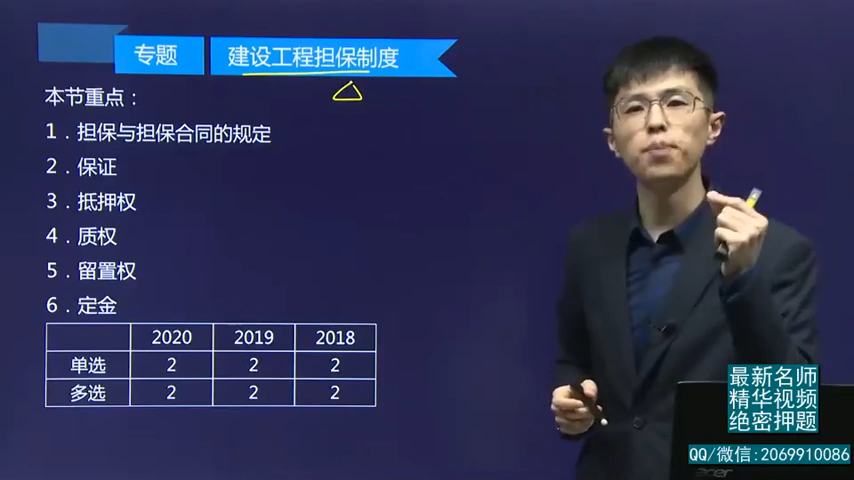 专题
建设工程担保制度
本节重点：
1．担保与担保合同的规定
2．保证
3．抵押权
4．质权
5．留置权
6．定金
2020 2019 2018
单选 2 2 2
多选 2 2 2
最新名师
精华视频
绝密押题
QQ/微信:2069910086
acer